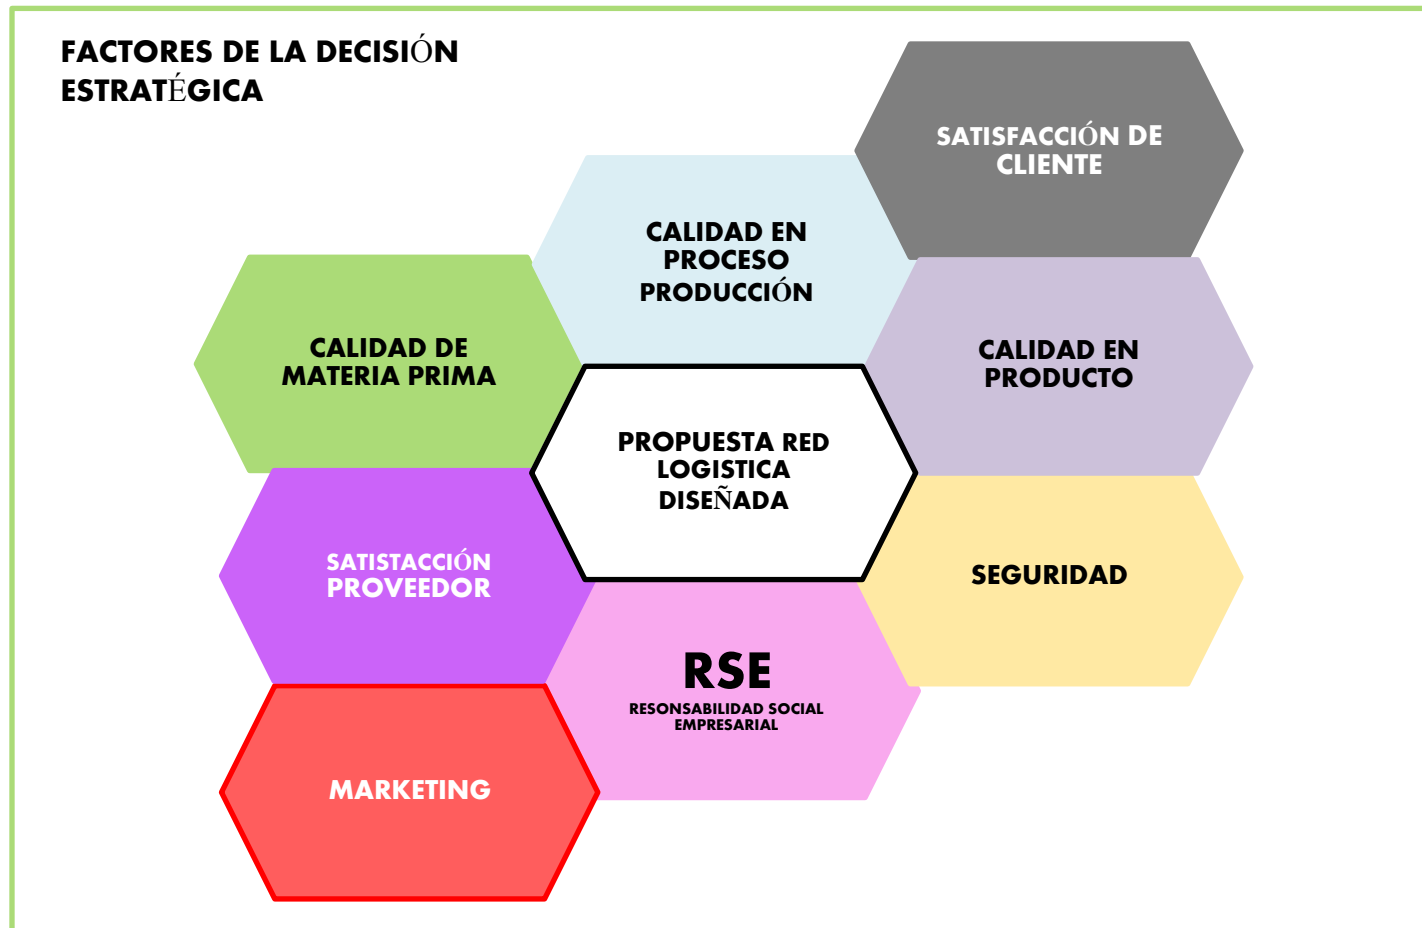 FACTORES DE LA DECISIÓN
ESTRATÉGICA
SATISFACCIÓN DE
CLIENTE
CALIDAD EN
PROCESO
PRODUCCIÓN
CALIDAD DE
MATERIA PRIMA
CALIDAD EN
PRODUCTO
PROPUESTA RED
LOGISTICA
DISEÑADA
SATISTACCIÓN
PROVEEDOR
SEGURIDAD
RSE
RESONSABILIDAD SOCIAL
EMPRESARIAL
MARKETING